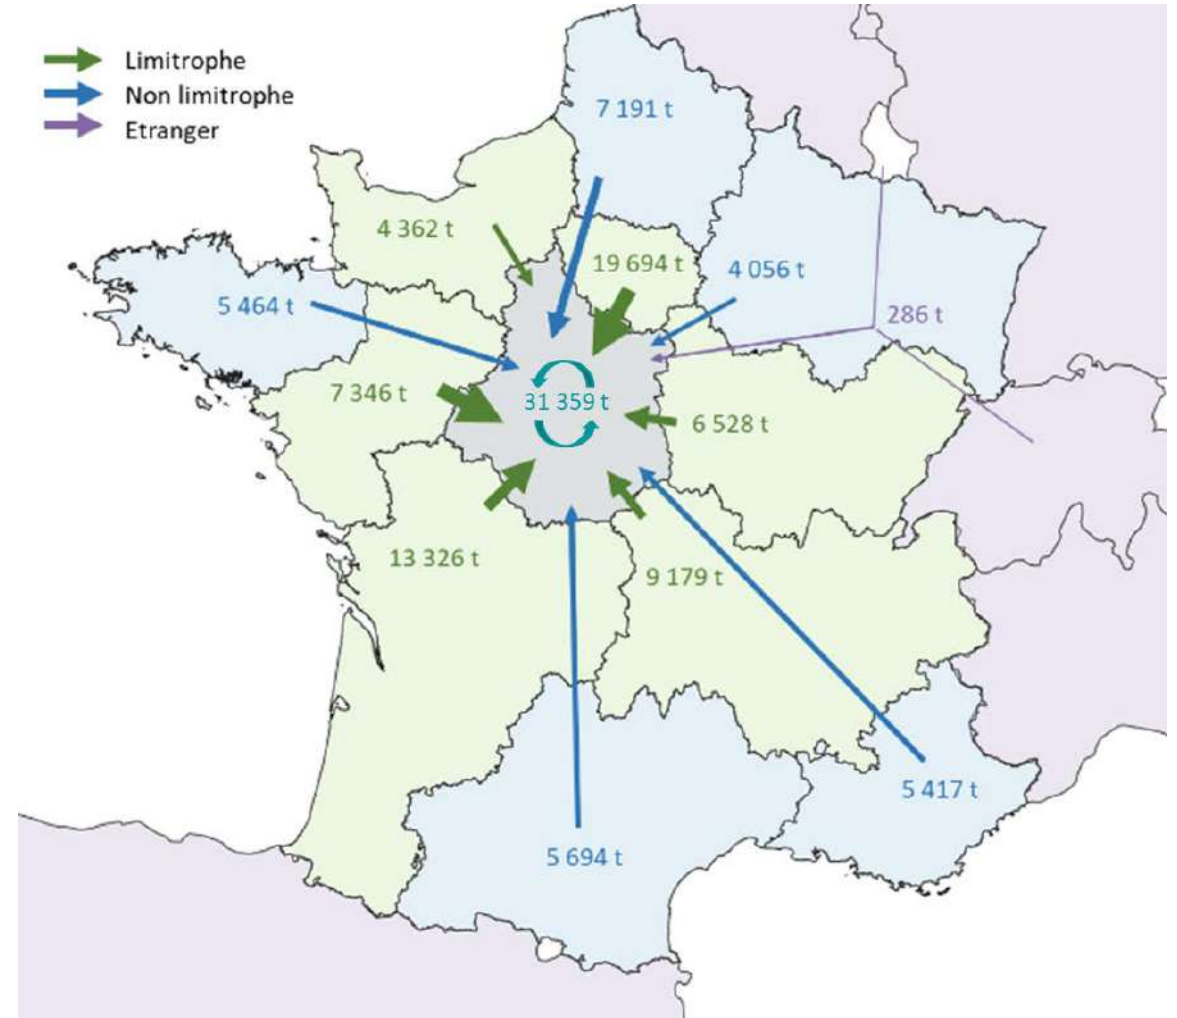 Limitrophe
Non limitrophe
Etranger
7 191 t
4 362 t
19 694 t
4 056 t
5 464 t
286 t
7 346 t
31 359 t
6 528 t
13 326 t
9 179 t
5 417 t
5 694 t